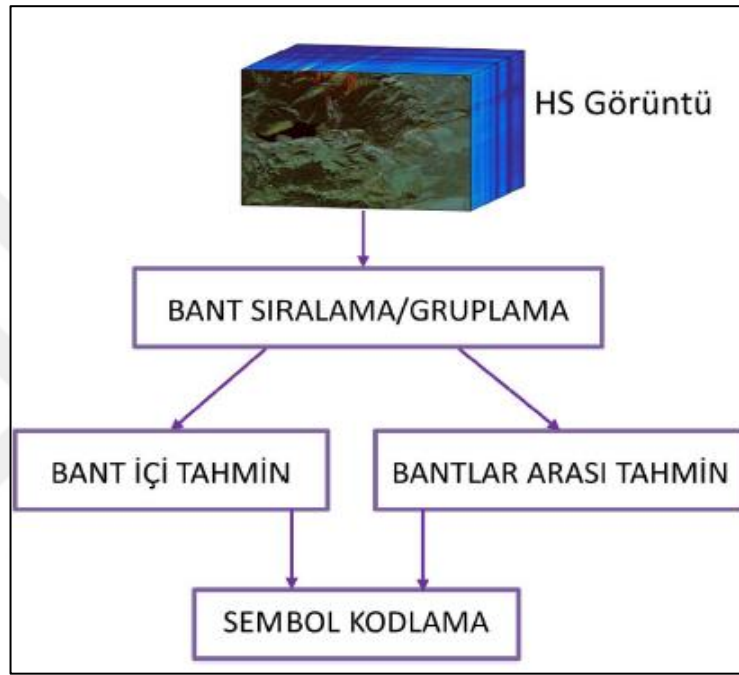 HS Görüntü
BANT SIRALAMA/GRUPLAMA
BANT İÇİ TAHMİN
BANTLAR ARASI TAHMİN
SEMBOL KODLAMA